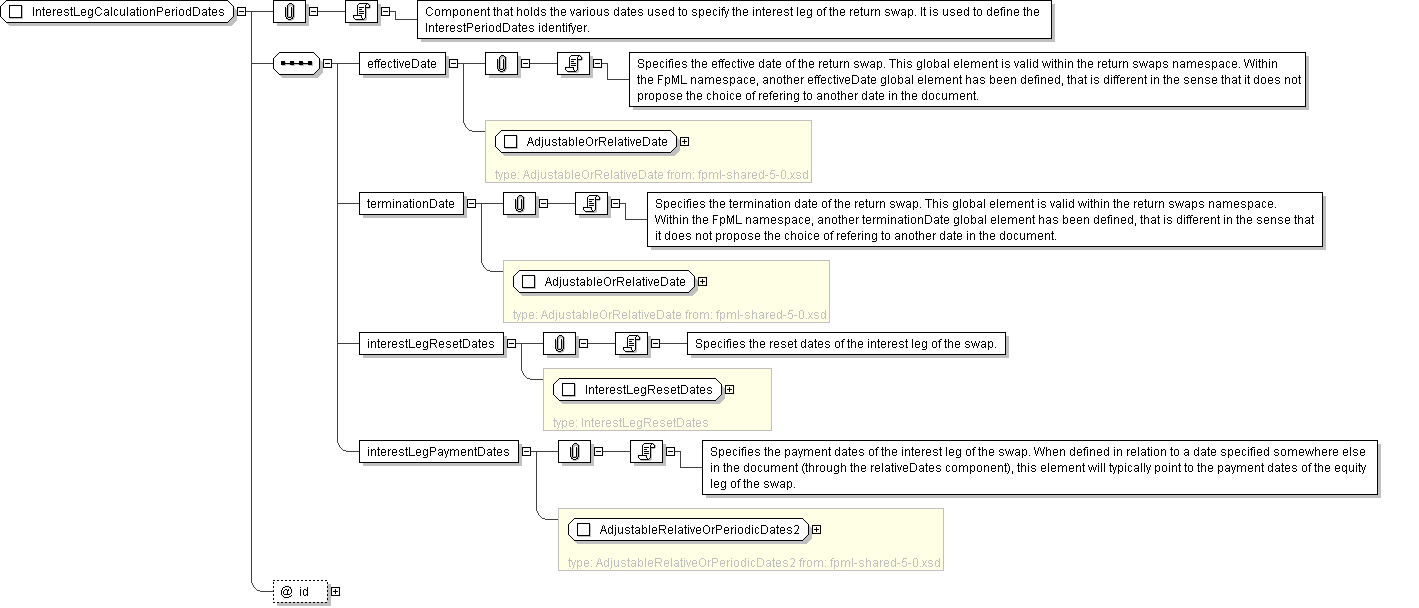 InterestLegCalculationPeriodDates
Component that holds the various dates used to specify the interest leg of the return swap. It is used to define the
InterestPeriodDates identifyer.
effectiveDate
Specifies the effective date of the return swap. This global element is valid within the return swaps namespace. Within
the FpML namespace, another effectiveDate global element has been defined, that is different in the sense that it does not
propose the choice of refering to another date in the document.
AdjustableOrRelativeDate
type: AdjustableOrRelativeDate from: fpml-shared-5-0.xsd
terminationDate
Specifies the termination date of the return swap. This global element is valid within the return swaps namespace.
Within the FpML namespace, another terminationDate global element has been defined, that is different in the sense that
it does not propose the choice of refering to another date in the document.
AdjustableOrRelativeDate
type: AdjustableOrRelativeDate from: fpml-shared-5-0.xsd
interestLegResetDates
Specifies the reset dates of the interest leg of the swap.
InterestLegResetDates
type: InterestLegResetDates
interestLegPaymentDates
Specifies the payment dates of the interest leg of the swap. When defined in relation to a date specified somewhere else
in the document (through the relativeDates component), this element will typically point to the payment dates of the equity
leg of the swap.
AdjustableRelativeOrPeriodicDates2
type: AdjustableRelativeOrPeriodicDates2 from: fpml-shared-5-0.xsd
@ id